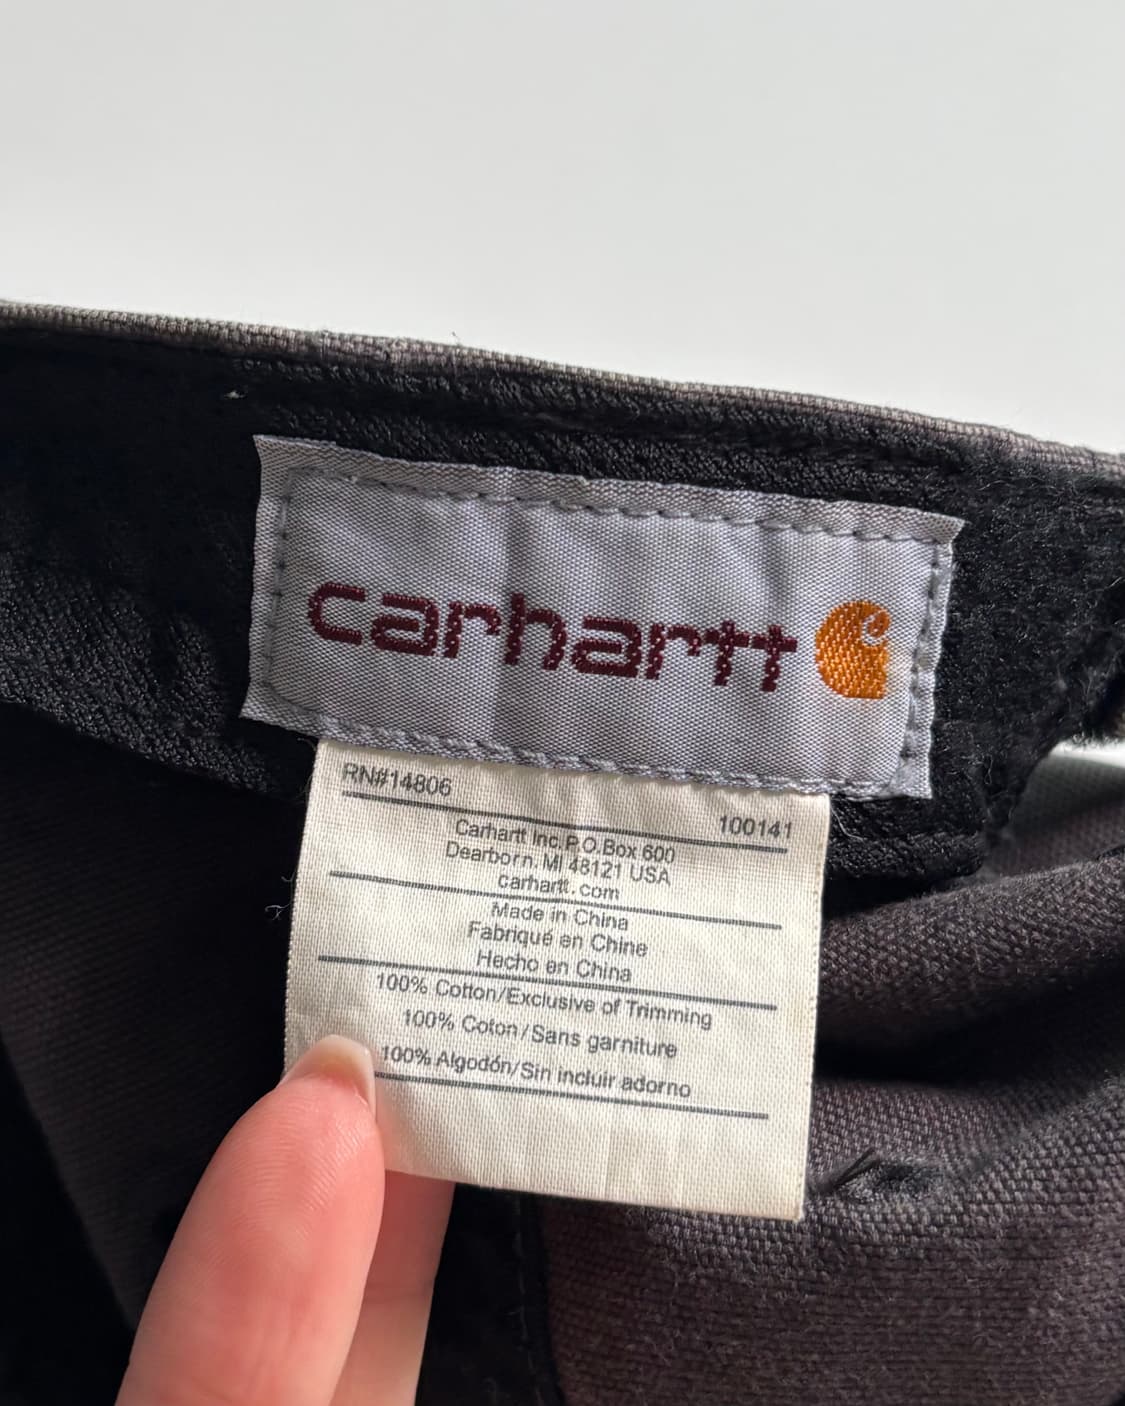 carhartt
RN#14806
100141
Carhartt Inc. P.O. Box 600
Dearborn, MI 48121 USA
carhartt.com
Made in China
Fabriqué en Chine
Hecho en China
100% Cotton/Exclusive of Trimming
100% Coton/Sans garniture
100% Algodón/Sin incluir adorno